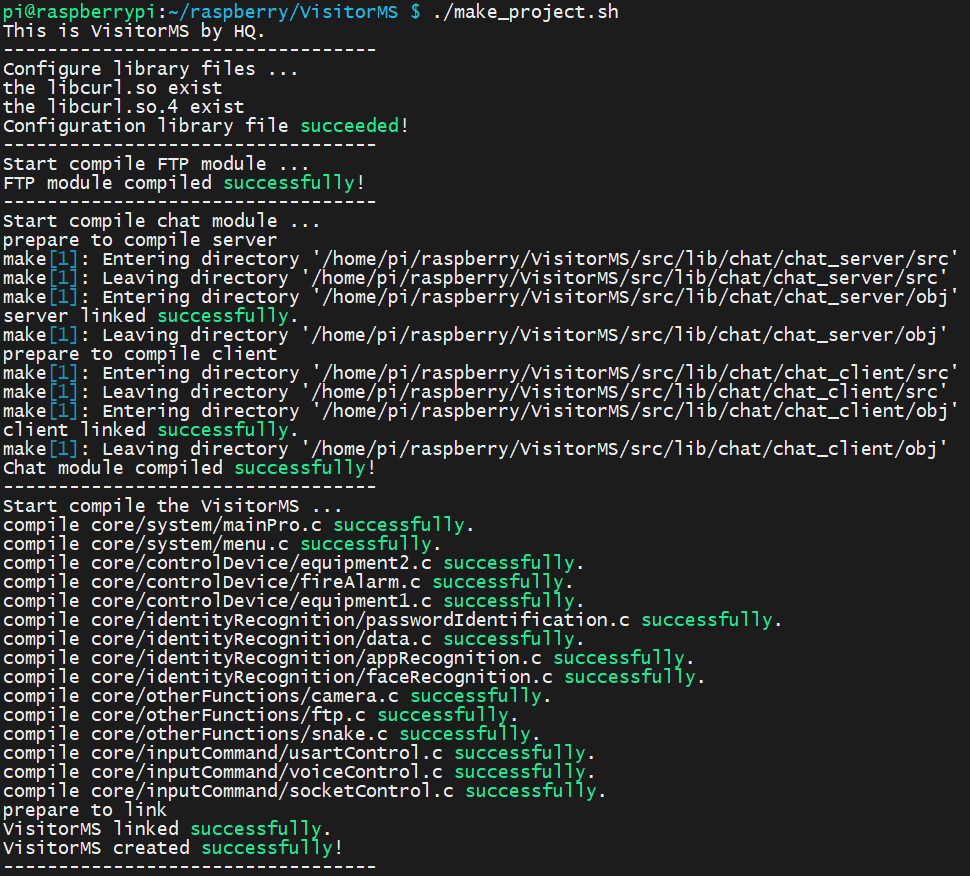 pi@raspberrypi:~/raspberry/VisitorMS $ ./make_project.sh
This is VisitorMS by HQ.
----------------------------------
Configure library files ...
the libcurl.so exist
the libcurl.so.4 exist
Configuration library file succeeded!
----------------------------------
Start compile FTP module ...
FTP module compiled successfully!
----------------------------------
Start compile chat module ...
prepare to compile server
make[1]: Entering directory '/home/pi/raspberry/VisitorMS/src/lib/chat/chat_server/src'
make[1]: Leaving directory '/home/pi/raspberry/VisitorMS/src/lib/chat/chat_server/src'
make[1]: Entering directory '/home/pi/raspberry/VisitorMS/src/lib/chat/chat_server/obj'
server linked successfully.
make[1]: Leaving directory '/home/pi/raspberry/VisitorMS/src/lib/chat/chat_server/obj'
prepare to compile client
make[1]: Entering directory '/home/pi/raspberry/VisitorMS/src/lib/chat/chat_client/src'
make[1]: Leaving directory '/home/pi/raspberry/VisitorMS/src/lib/chat/chat_client/src'
make[1]: Entering directory '/home/pi/raspberry/VisitorMS/src/lib/chat/chat_client/obj'
client linked successfully.
make[1]: Leaving directory '/home/pi/raspberry/VisitorMS/src/lib/chat/chat_client/obj'
Chat module compiled successfully!
----------------------------------
Start compile the VisitorMS ...
compile core/system/mainPro.c successfully.
compile core/system/menu.c successfully.
compile core/controlDevice/equipment2.c successfully.
compile core/controlDevice/fireAlarm.c successfully.
compile core/controlDevice/equipment1.c successfully.
compile core/identityRecognition/passwordIdentification.c successfully.
compile core/identityRecognition/data.c successfully.
compile core/identityRecognition/appRecognition.c successfully.
compile core/identityRecognition/faceRecognition.c successfully.
compile core/otherFunctions/camera.c successfully.
compile core/otherFunctions/ftp.c successfully.
compile core/otherFunctions/snake.c successfully.
compile core/inputCommand/usartControl.c successfully.
compile core/inputCommand/voiceControl.c successfully.
compile core/inputCommand/socketControl.c successfully.
prepare to link
VisitorMS linked successfully.
VisitorMS created successfully!
----------------------------------